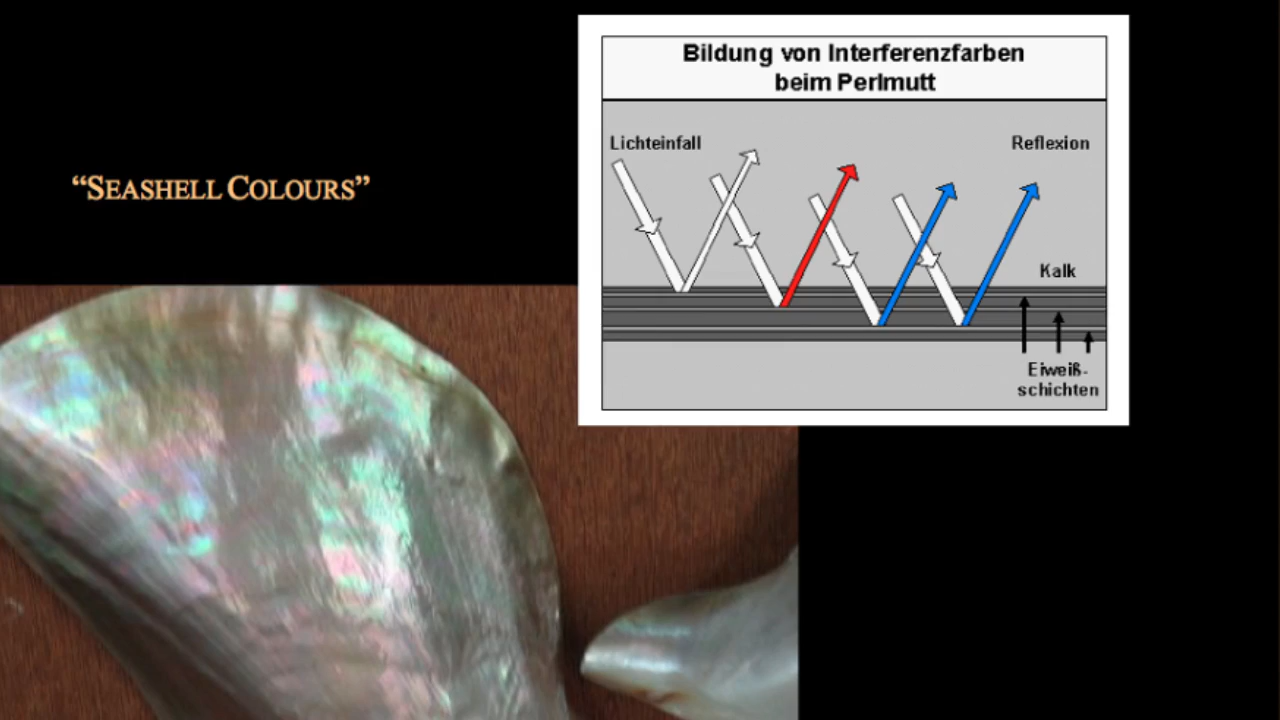 Bildung von Interferenzfarben
beim Perlmutt
Lichteinfall
Reflexion
“SEASHELL COLOURS”
Kalk
Eiweiß-
schichten